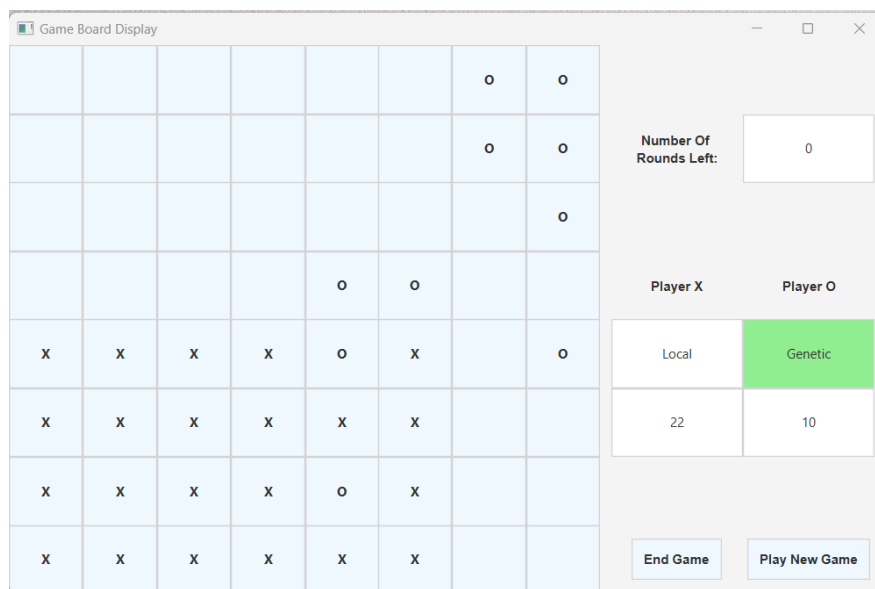 Game Board Display
O O
O O
Number Of
Rounds Left:
0
O
O O
Player X Player O
X X X X O X O
Local Genetic
X X X X X X
22 10
X X X X O X
X X X X X X
End Game Play New Game